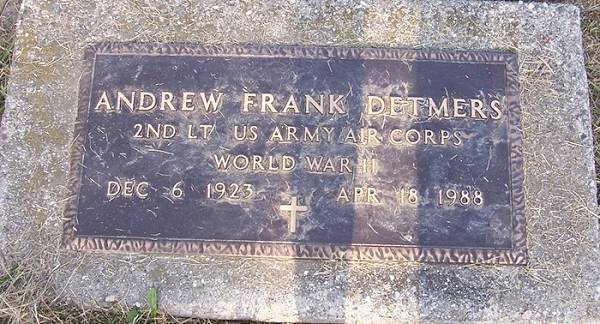 ANDREW FRANK DETMERS
2ND LT US ARMY AIR CORPS
WORLD WAR II
DEC 6 1923 APR 18 1988